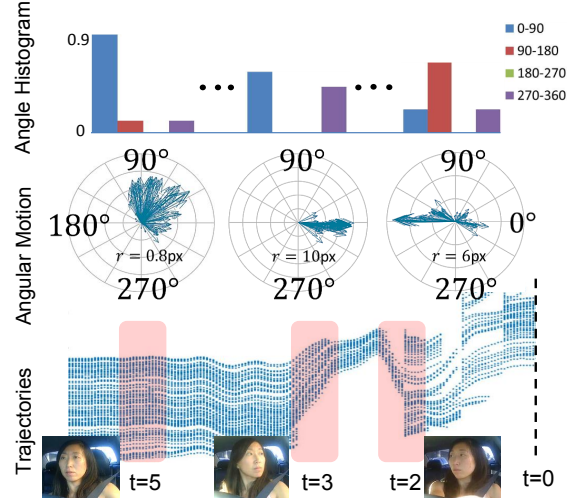 Angle Histogram
0.9
0
0-90
90-180
180-270
270-360
Angular Motion
90° 90° 90°
180° 0°
r = 0.8px r = 10px r = 6px
270° 270°
Trajectories
t=5 t=3 t=2 t=0